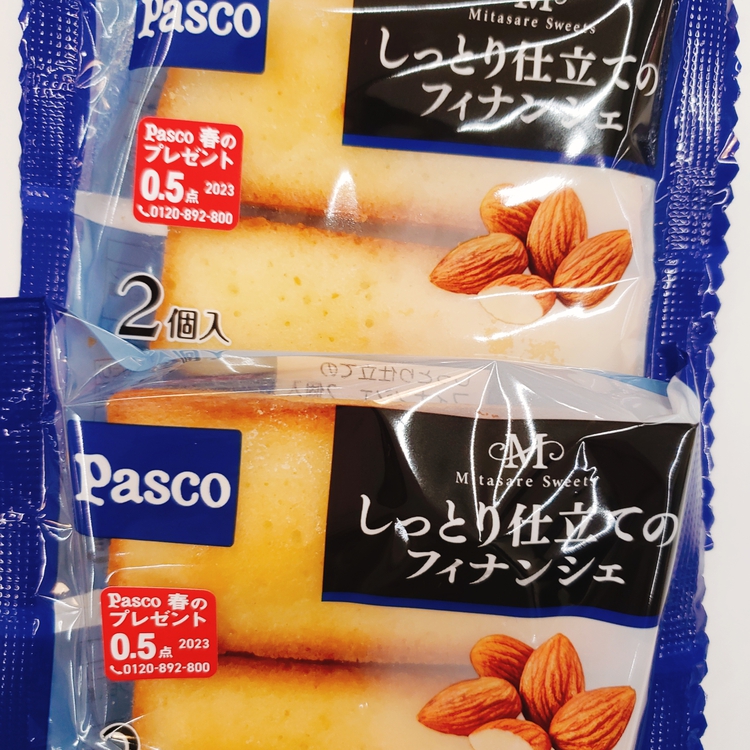 Pasco
M
Mitasare Sweets
しっとり仕立ての
フィナンシェ
Pasco 春の
プレゼント
0.5点 2023
0120-892-800
2個入
Pasco
M
Mitasare Sweets
しっとり仕立ての
フィナンシェ
Pasco 春の
プレゼント
0.5点 2023
0120-892-800